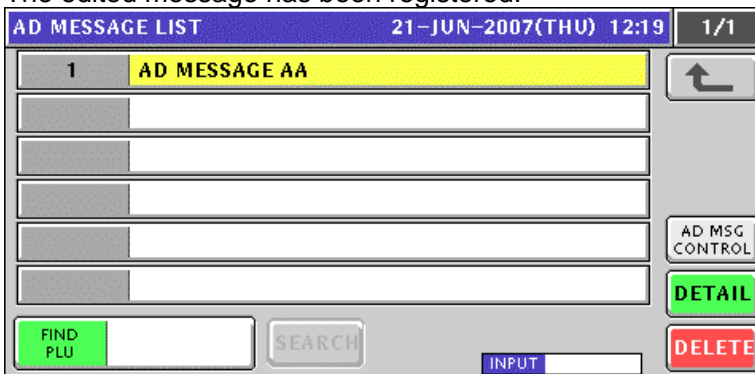 The edited message has been registered.
AD MESSAGE LIST 21-JUN-2007(THU) 12:19 1/1
1 AD MESSAGE AA
AD MSG
CONTROL
DETAIL
FIND
PLU
SEARCH
INPUT
DELETE